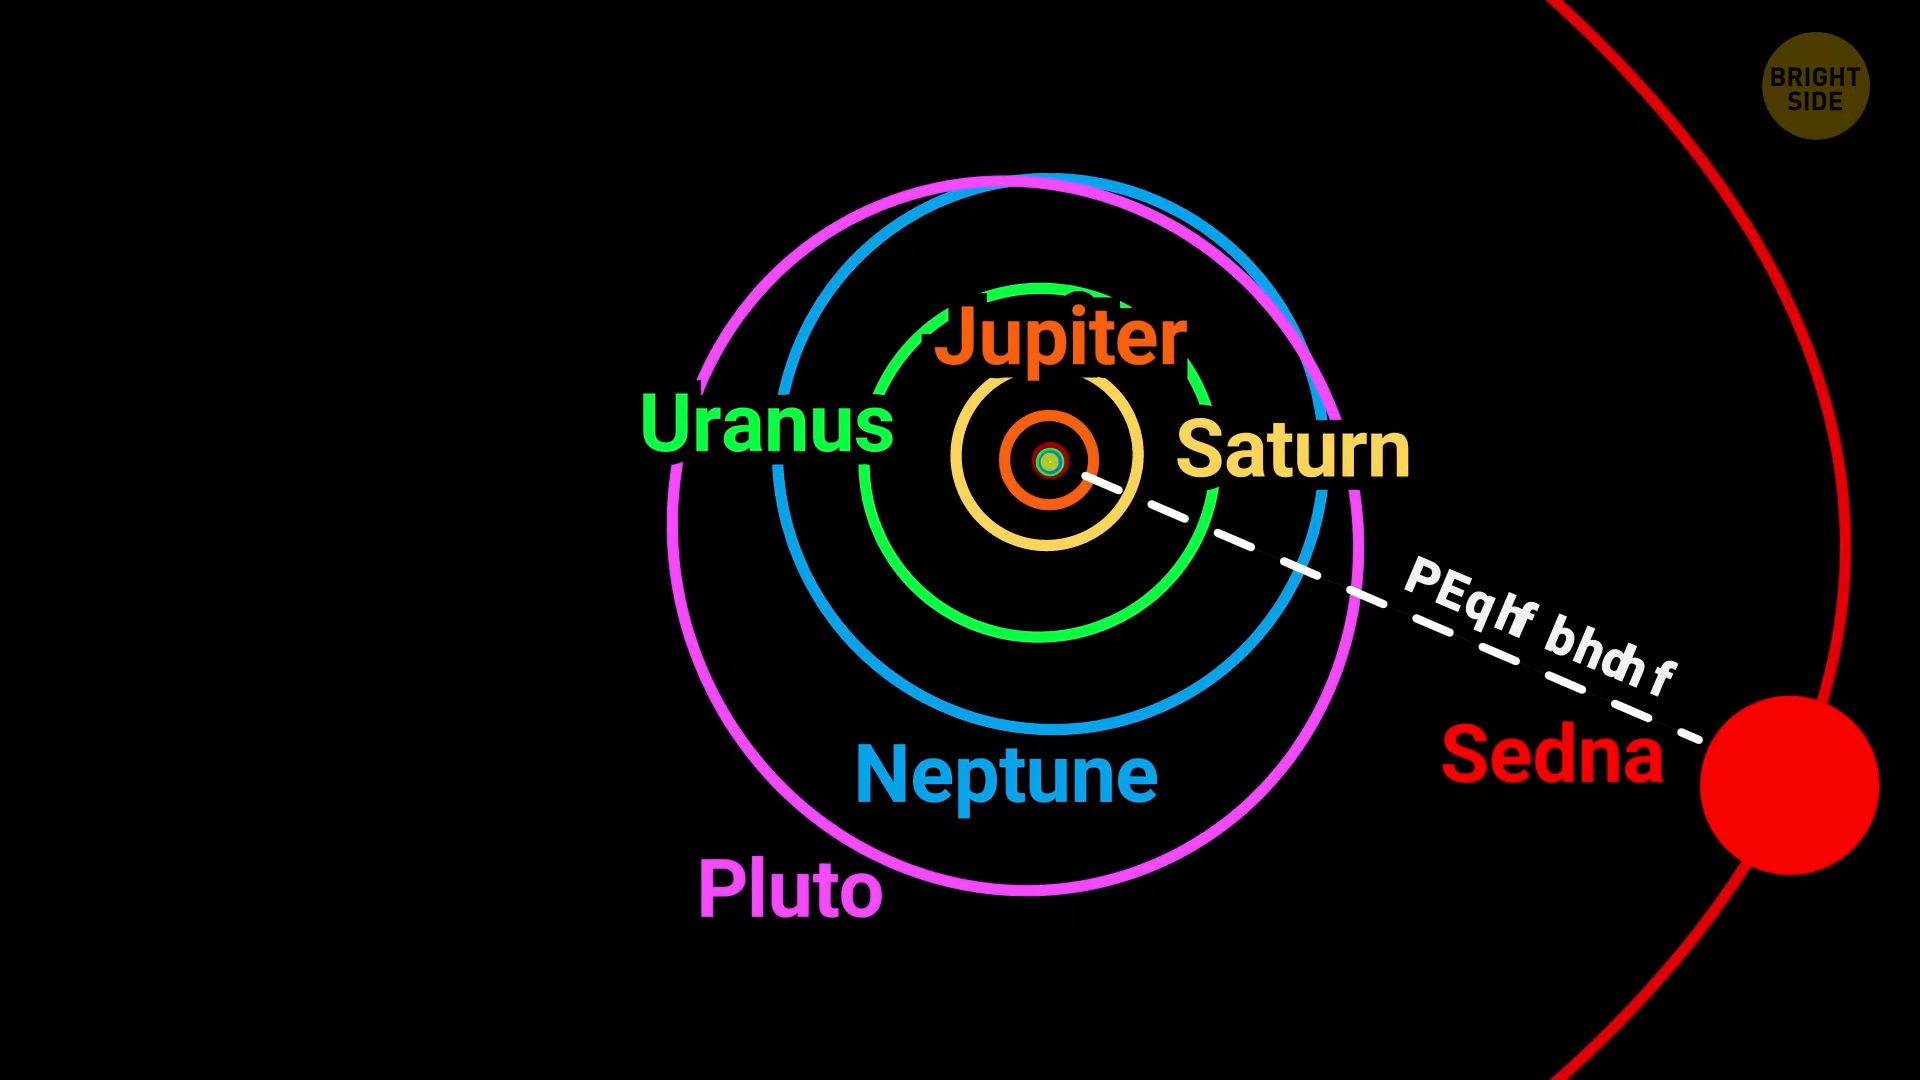 BRIGHT
SIDE
Jupiter
Uranus
Saturn
Sedna
Neptune
Pluto